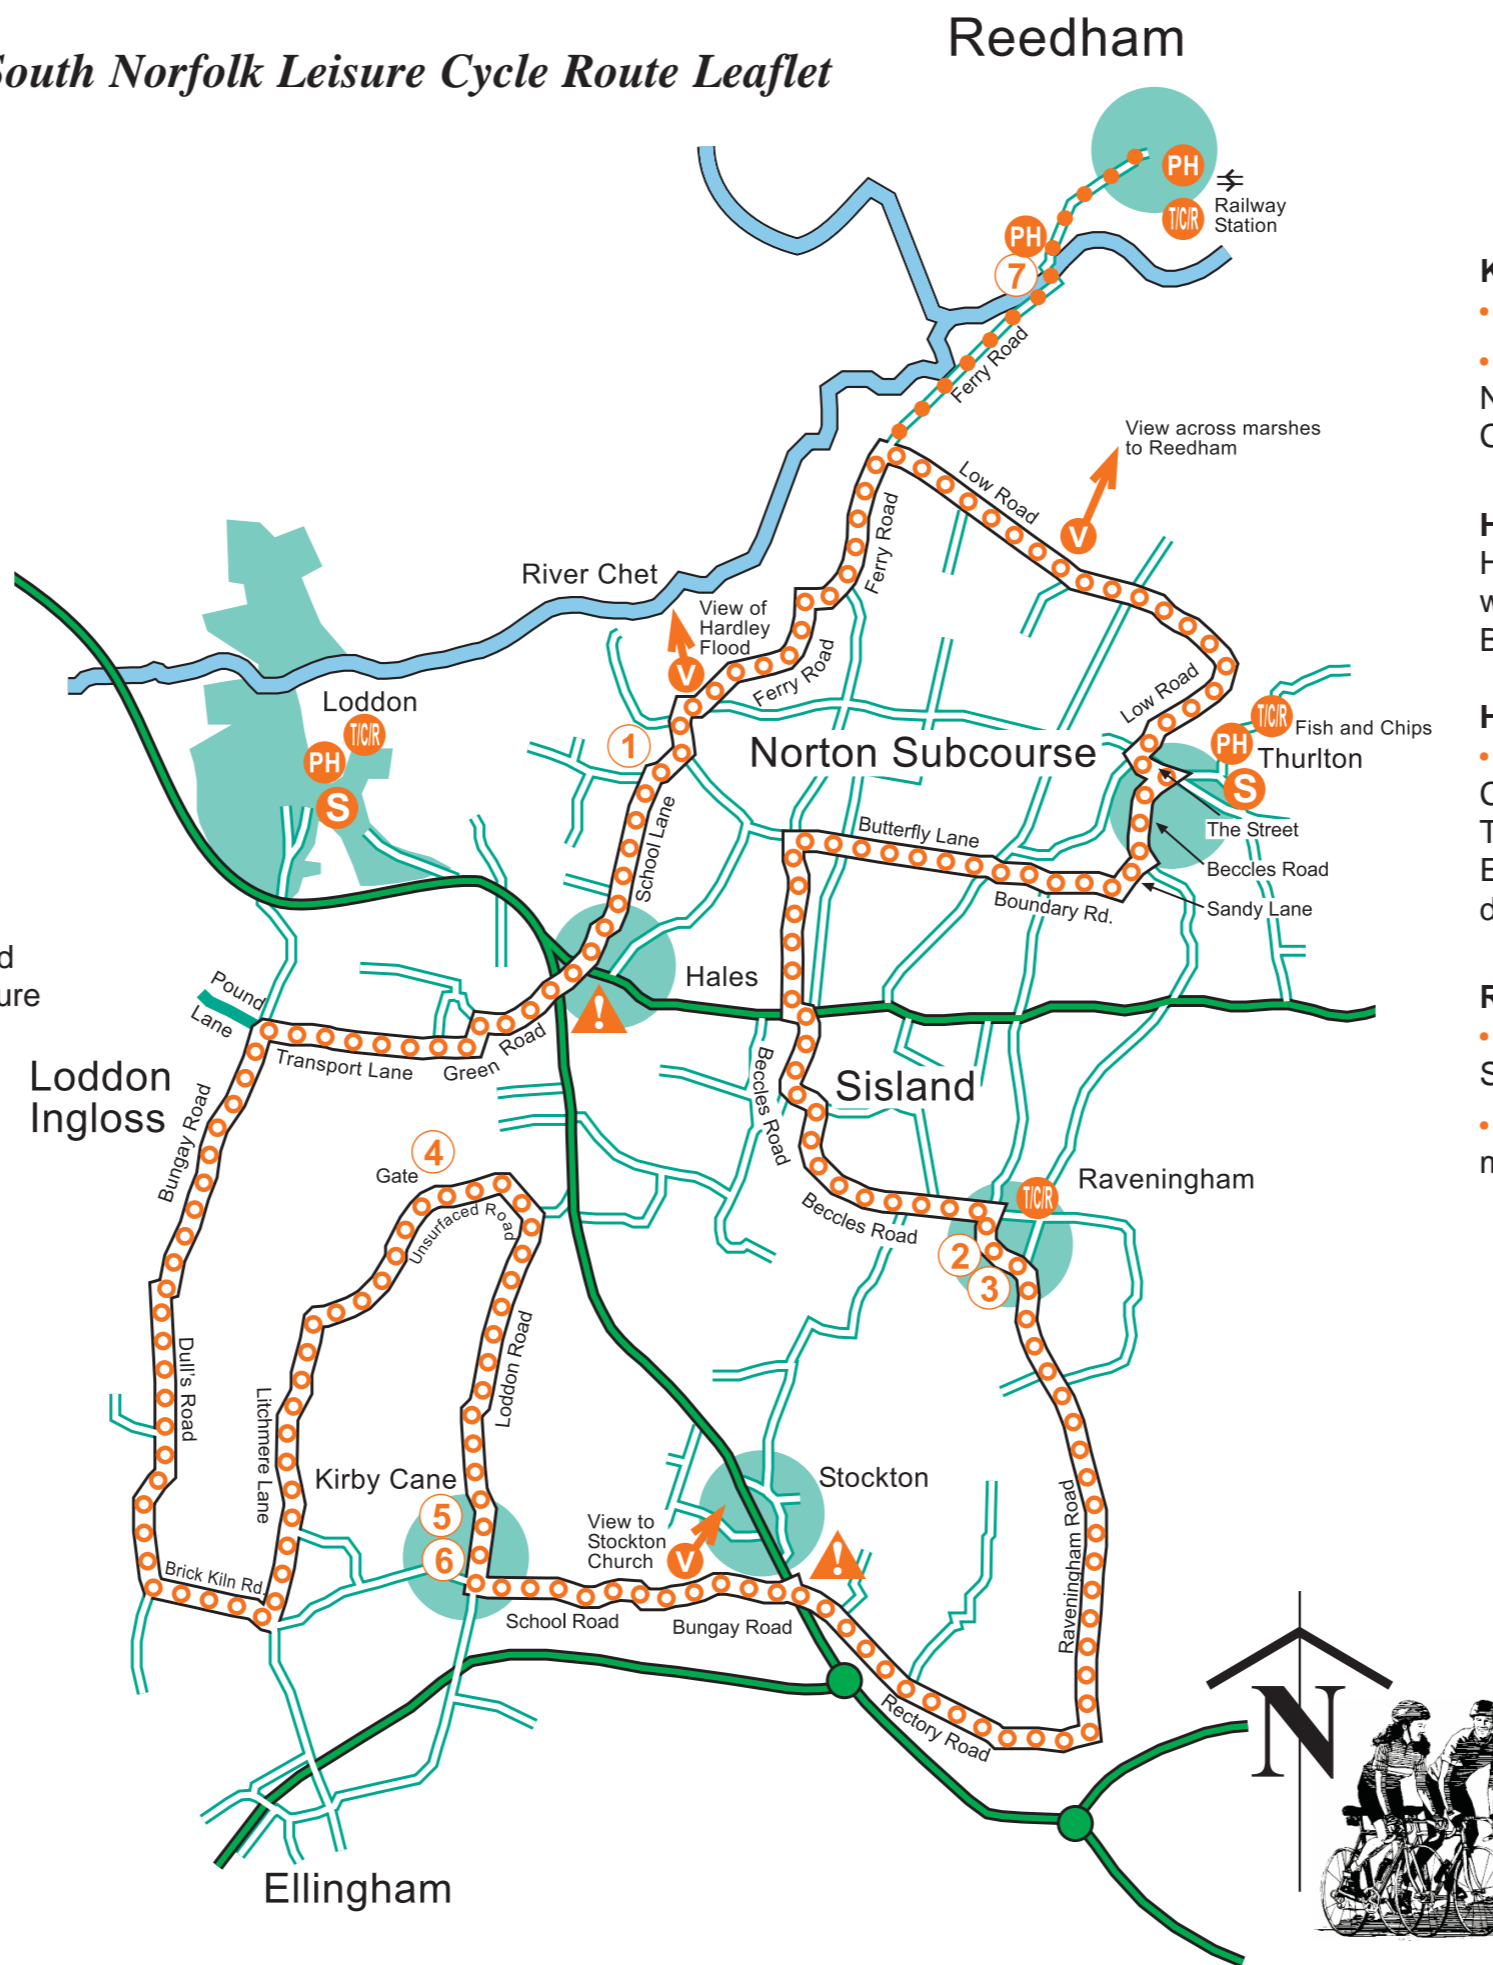 South Norfolk Leisure Cycle Route Leaflet
Reedham
PH
T/C/R
Railway
Station
PH
7
Ferry Road
View across marshes
to Reedham
V
Low Road
Ferry Road
River Chet
View of
Hardley
Flood
V
Ferry Road
Low Road
Loddon
T/C/R
PH
S
1
Norton Subcourse
T/C/R
Fish and Chips
PH
Thurlton
S
The Street
Beccles Road
Sandy Lane
School Lane
Butterfly Lane
Boundary Rd.
Hales
!
Pound
Lane
Transport Lane
Green Road
Loddon
Ingloss
Bungay Road
Beccles Road
Sisland
4
Gate
Unsurfaced Road
Beccles Road
T/C/R
Raveningham
2
3
Dull's Road
Litchmere Lane
Loddon Road
Kirby Cane
5
6
View to
Stockton
Church
V
Stockton
!
Raveningham Road
Brick Kiln Rd.
School Road
Bungay Road
Rectory Road
Ellingham
N
d
ure
K
N
C
H
H
w
B
H
C
T
E
d
R
S
m